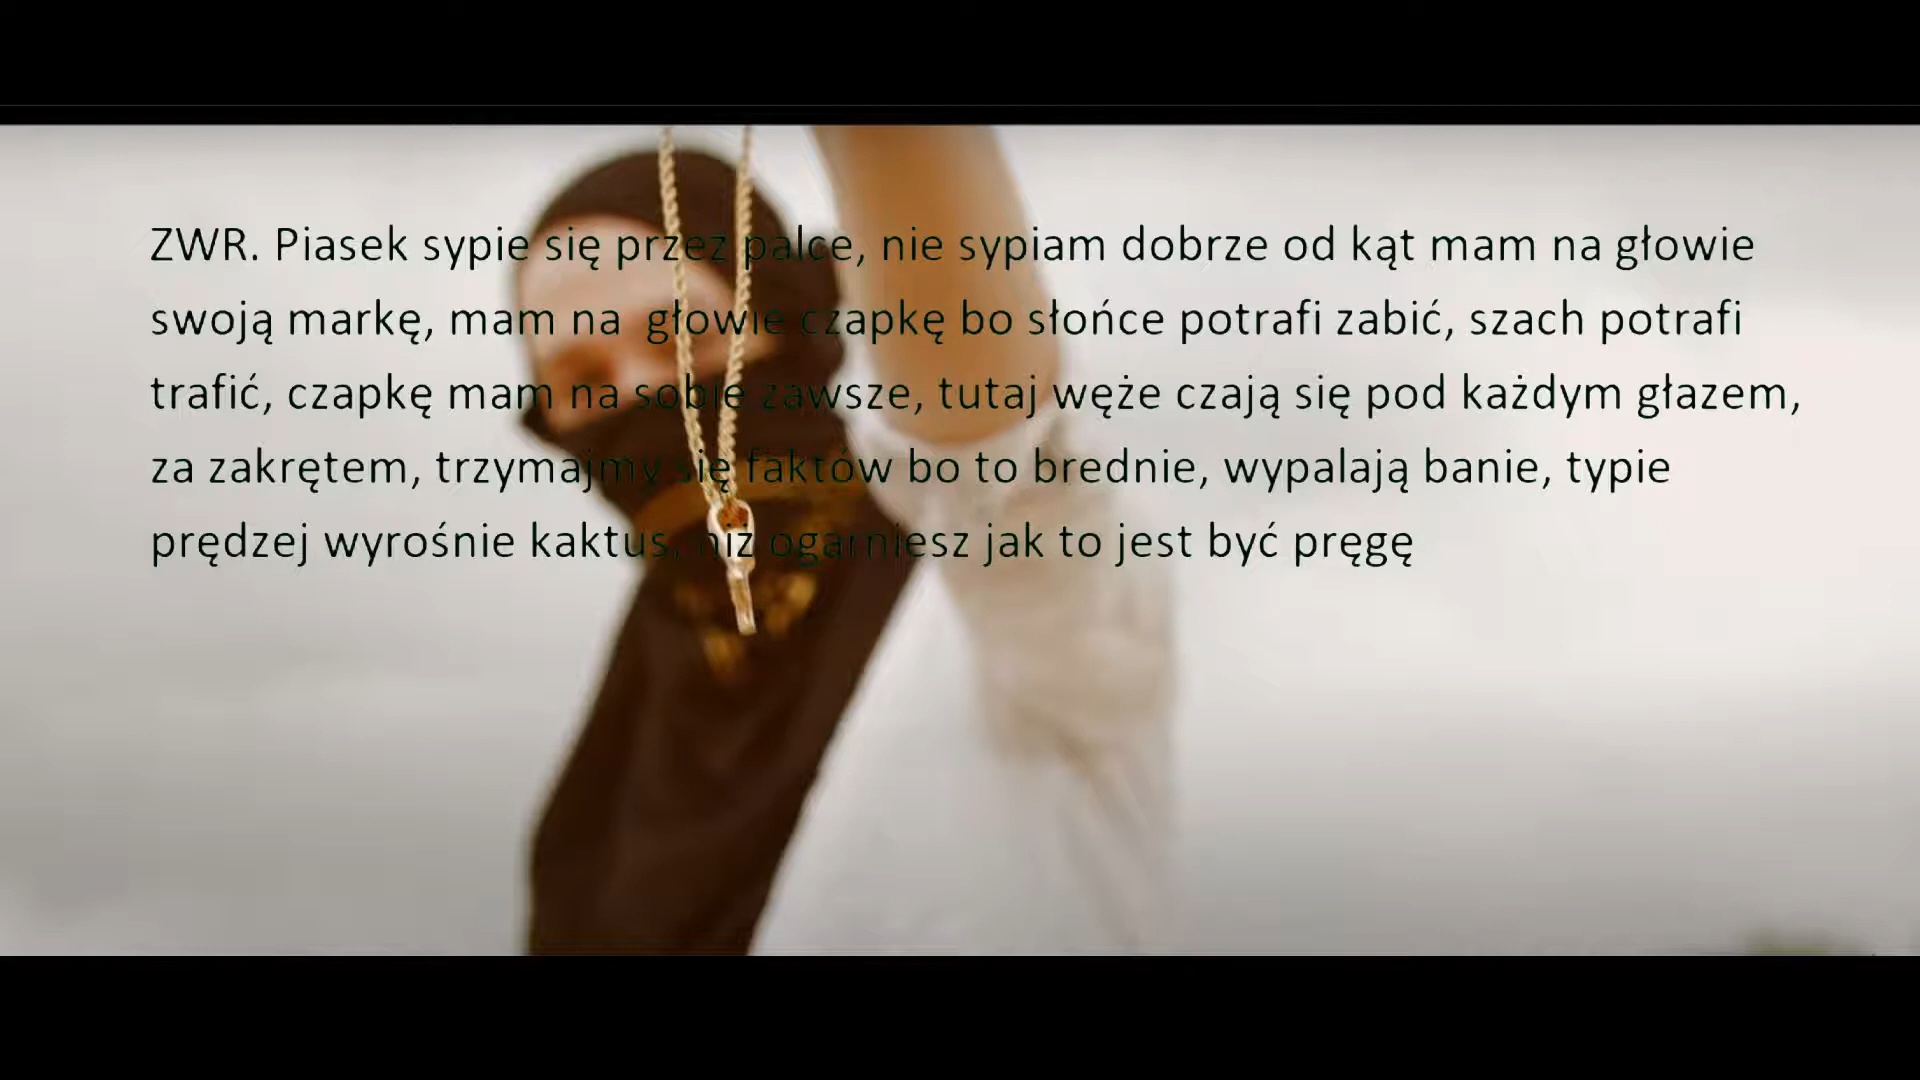 ZWR. Piasek sypie się przez palce, nie sypiam dobrze od kąt mam na głowie
swoją markę, mam na głowie czapkę bo słońce potrafi zabić, szach potrafi
trafić, czapkę mam na sobie zawsze, tutaj węże czają się pod każdym głazem,
za zakrętem, trzymajmy się faktów bo to brednie, wypalają banie, typie
prędzej wyrośnie kaktus, niż ogarniesz jak to jest być pręgę